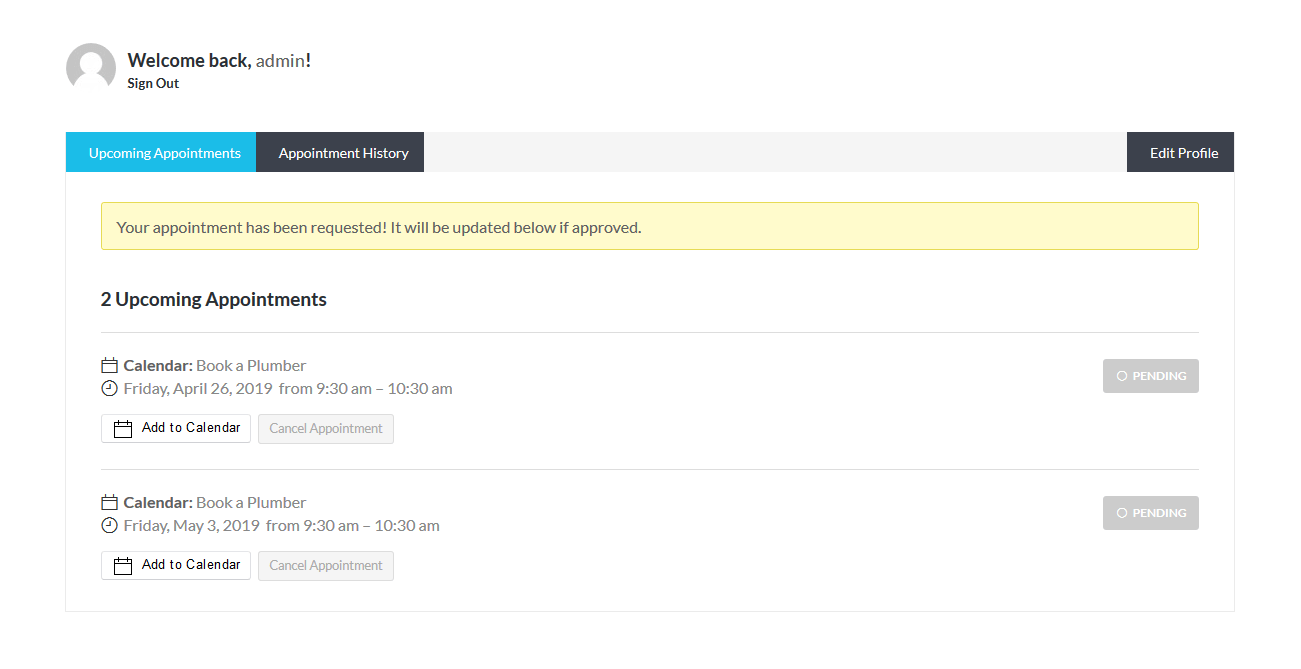 Welcome back, admin!
Sign Out
Upcoming Appointments
Appointment History
Edit Profile
Your appointment has been requested! It will be updated below if approved.
2 Upcoming Appointments
Calendar: Book a Plumber
PENDING
Friday, April 26, 2019 from 9:30 am – 10:30 am
Add to Calendar
Cancel Appointment
Calendar: Book a Plumber
PENDING
Friday, May 3, 2019 from 9:30 am – 10:30 am
Add to Calendar
Cancel Appointment